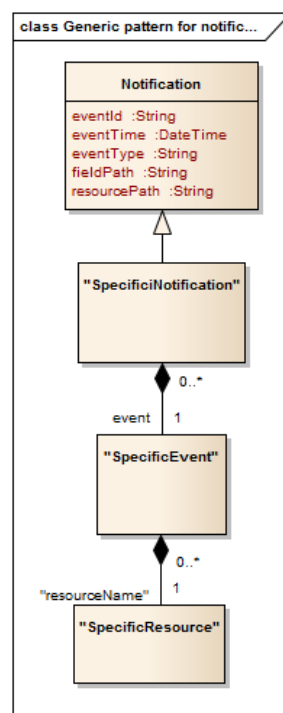 class Generic pattern for notific...
Notification
eventId :String
eventTime :DateTime
eventType :String
fieldPath :String
resourcePath :String
"SpecificiNotification"
0..*
event 1
"SpecificEvent"
0..*
1
"resourceName"
"SpecificResource"